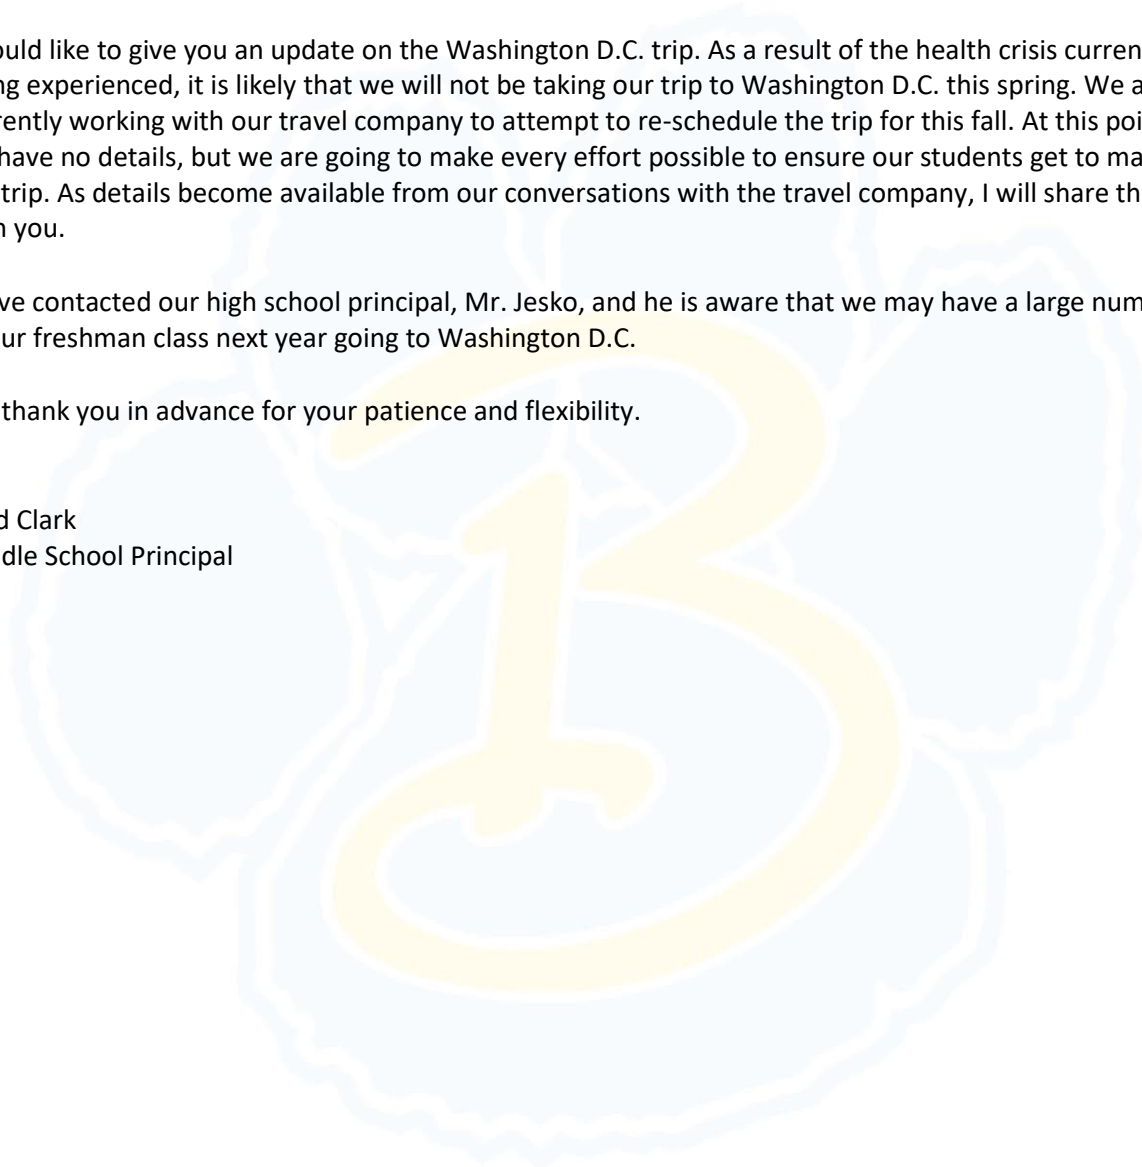 ould like to give you an update on the Washington D.C. trip. As a result of the health crisis curren
ng experienced, it is likely that we will not be taking our trip to Washington D.C. this spring. We a
rently working with our travel company to attempt to re-schedule the trip for this fall. At this poi
have no details, but we are going to make every effort possible to ensure our students get to ma
trip. As details become available from our conversations with the travel company, I will share th
h you.
ve contacted our high school principal, Mr. Jesko, and he is aware that we may have a large num
ur freshman class next year going to Washington D.C.
thank you in advance for your patience and flexibility.
d Clark
dle School Principal
B